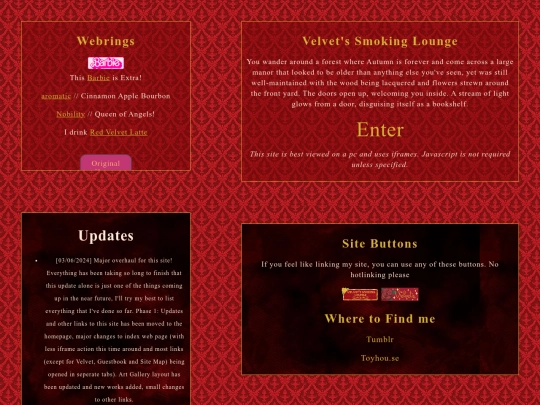 Webrings
Barbie
This Barbie is Extra!
aromatic // Cinnamon Apple Bourbon
Nobility // Queen of Angels!
I drink Red Velvet Latte
Original
Velvet's Smoking Lounge
You wander around a forest where Autumn is forever and come across a large
manor that looked to be older than anything else you've seen, yet was still
well-maintained with the wood being lacquered and flowers strewn around
the front yard. The doors open up, welcoming you inside. A stream of light
glows from a door, disguising itself as a bookshelf.
Enter
This site is best viewed on a pc and uses iframes. Javascript is not required
unless specified.
Updates
[03/06/2024] Major overhaul for this site!
Everything has been taking so long to finish that
this update alone is just one of the things coming
up in the near future, I'll try my best to list
everything that I've done so far. Phase 1: Updates
and other links to this site has been moved to the
homepage, major changes to index web page (with
less iframe action this time around and most links
(except for Velvet, Guestbook and Site Map) being
opened in seperate tabs). Art Gallery layout has
been updated and new works added, small changes
to other links.
Site Buttons
If you feel like linking my site, you can use any of these buttons. No
hotlinking please
Where to Find me
Tumblr
Toyhou.se